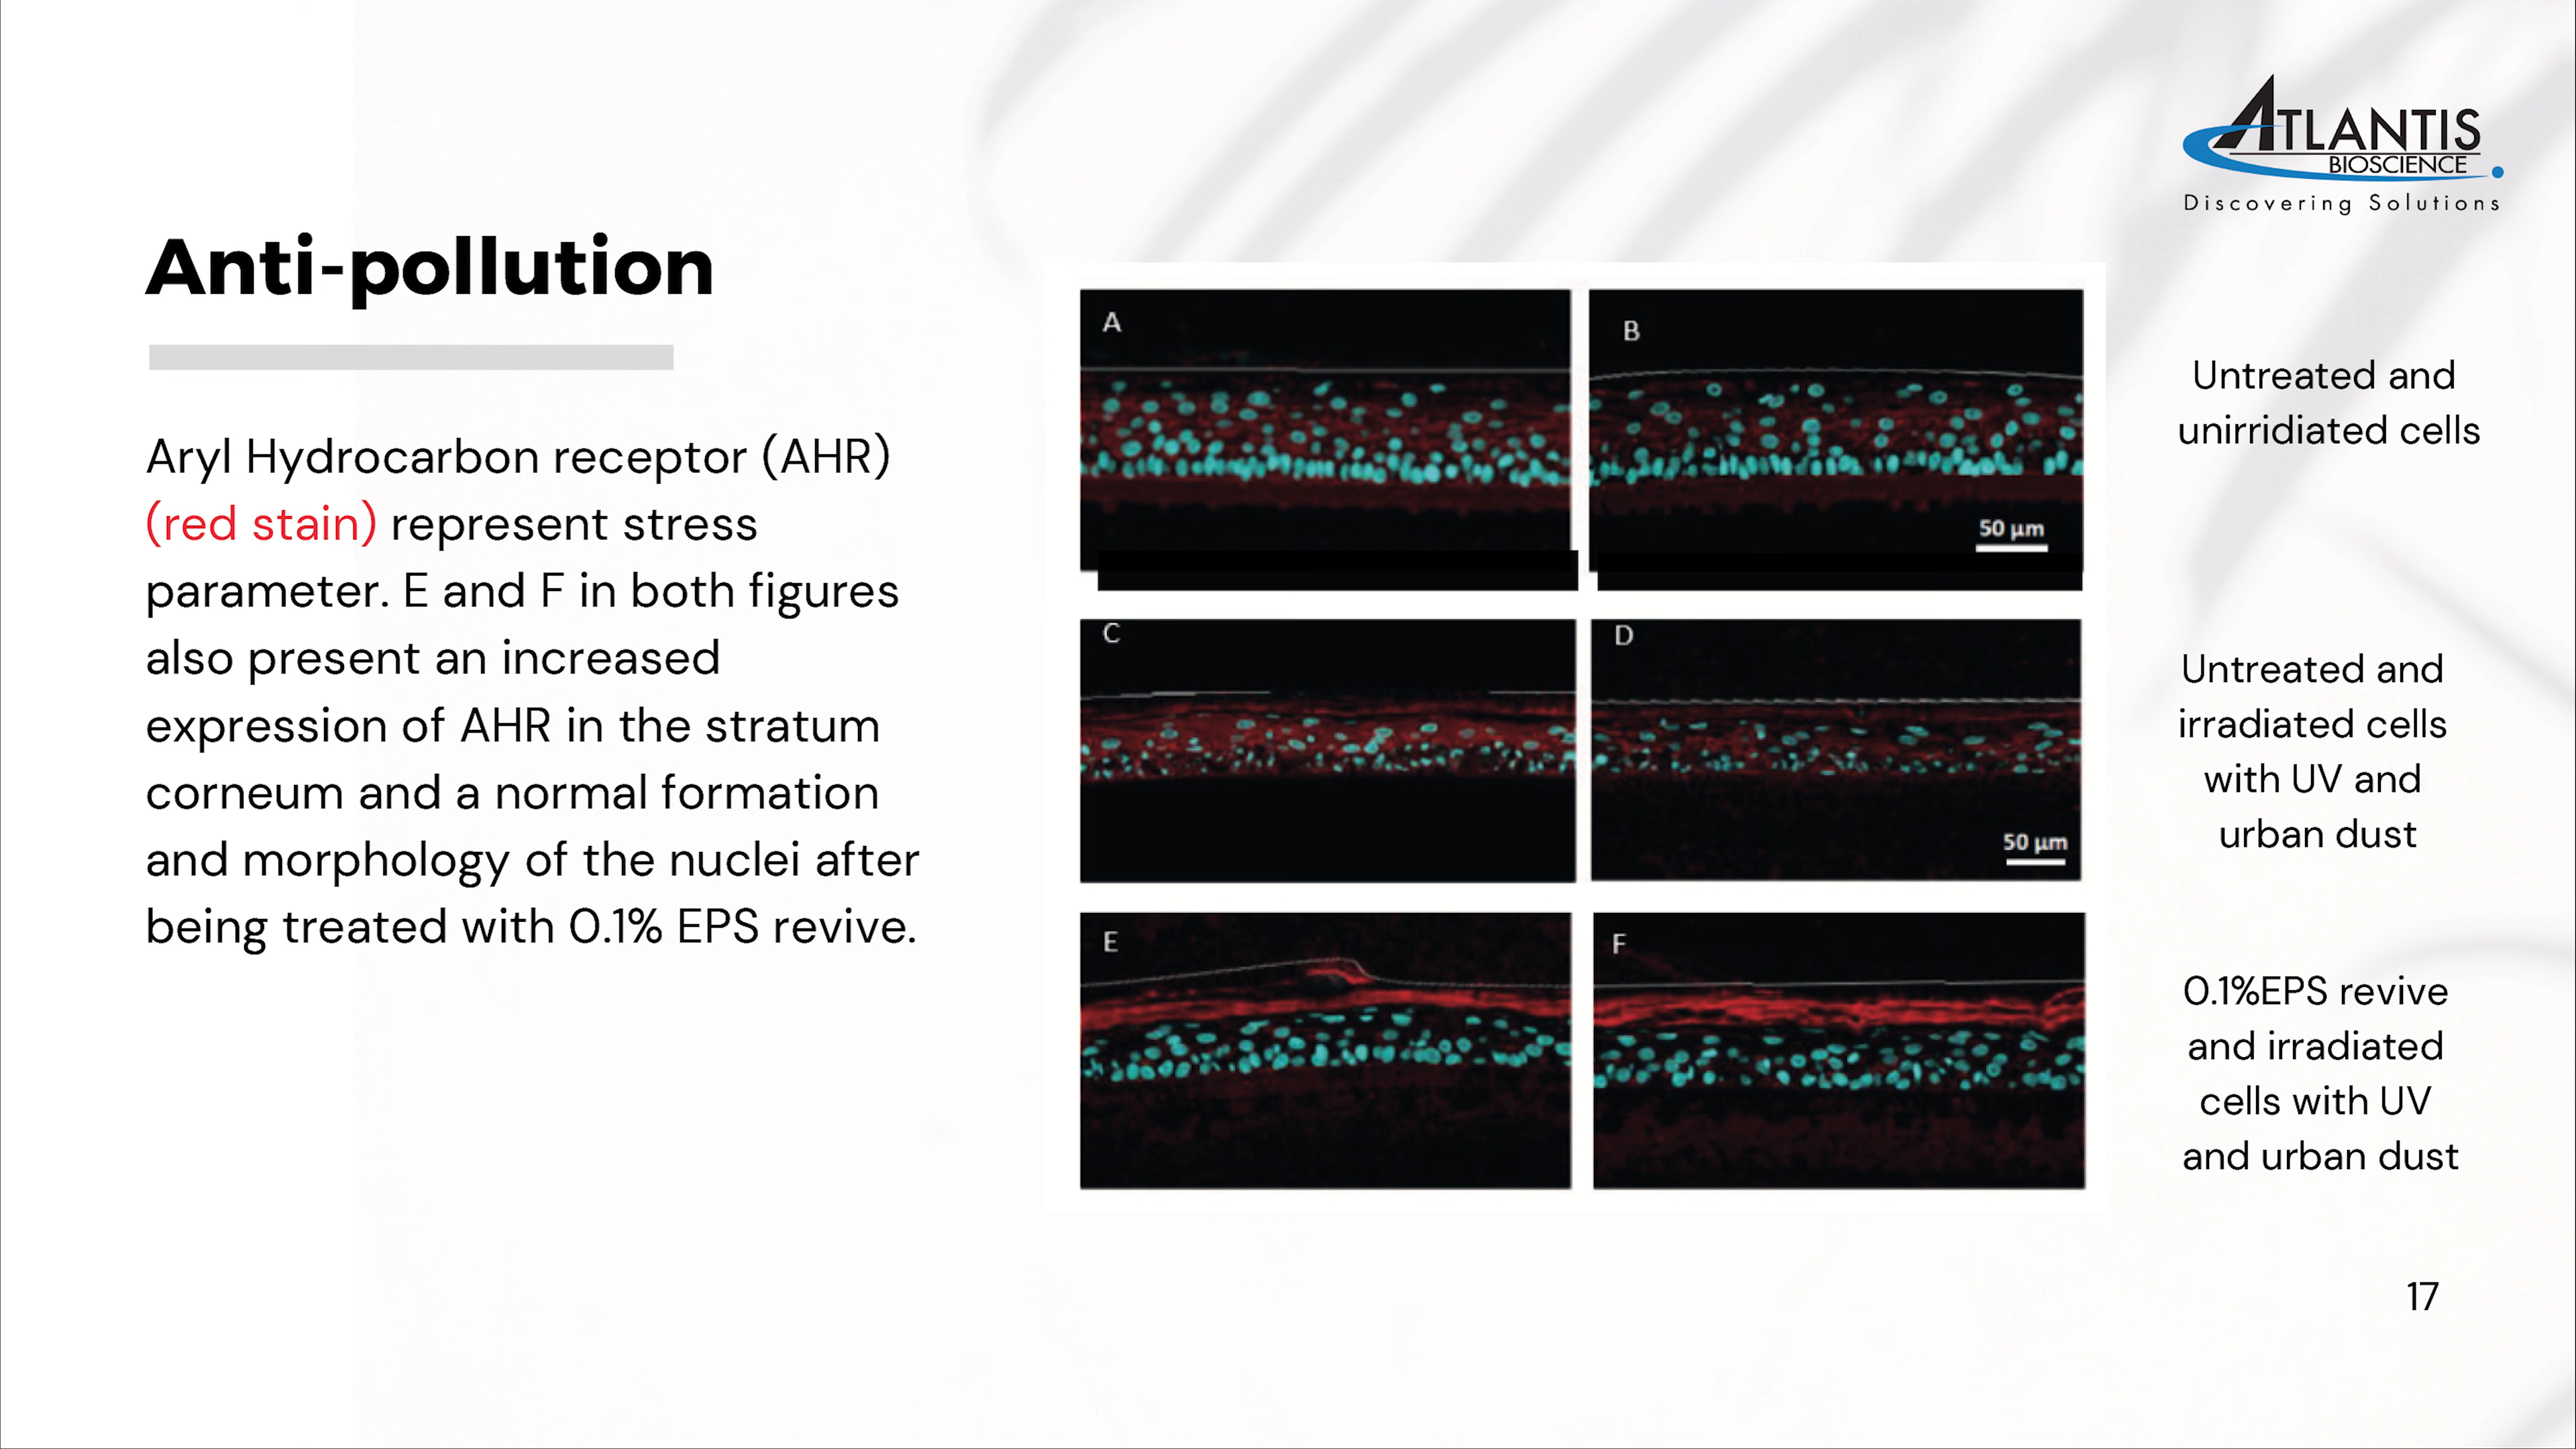 ATLANTIS
BIOSCIENCE
Discovering Solutions
Anti-pollution
Aryl Hydrocarbon receptor (AHR)
(red stain) represent stress
parameter. E and F in both figures
also present an increased
expression of AHR in the stratum
corneum and a normal formation
and morphology of the nuclei after
being treated with 0.1% EPS revive.
A
B
50 µm
Untreated and
unirridiated cells
C
D
50 µm
Untreated and
irradiated cells
with UV and
urban dust
E
F
0.1%EPS revive
and irradiated
cells with UV
and urban dust
17